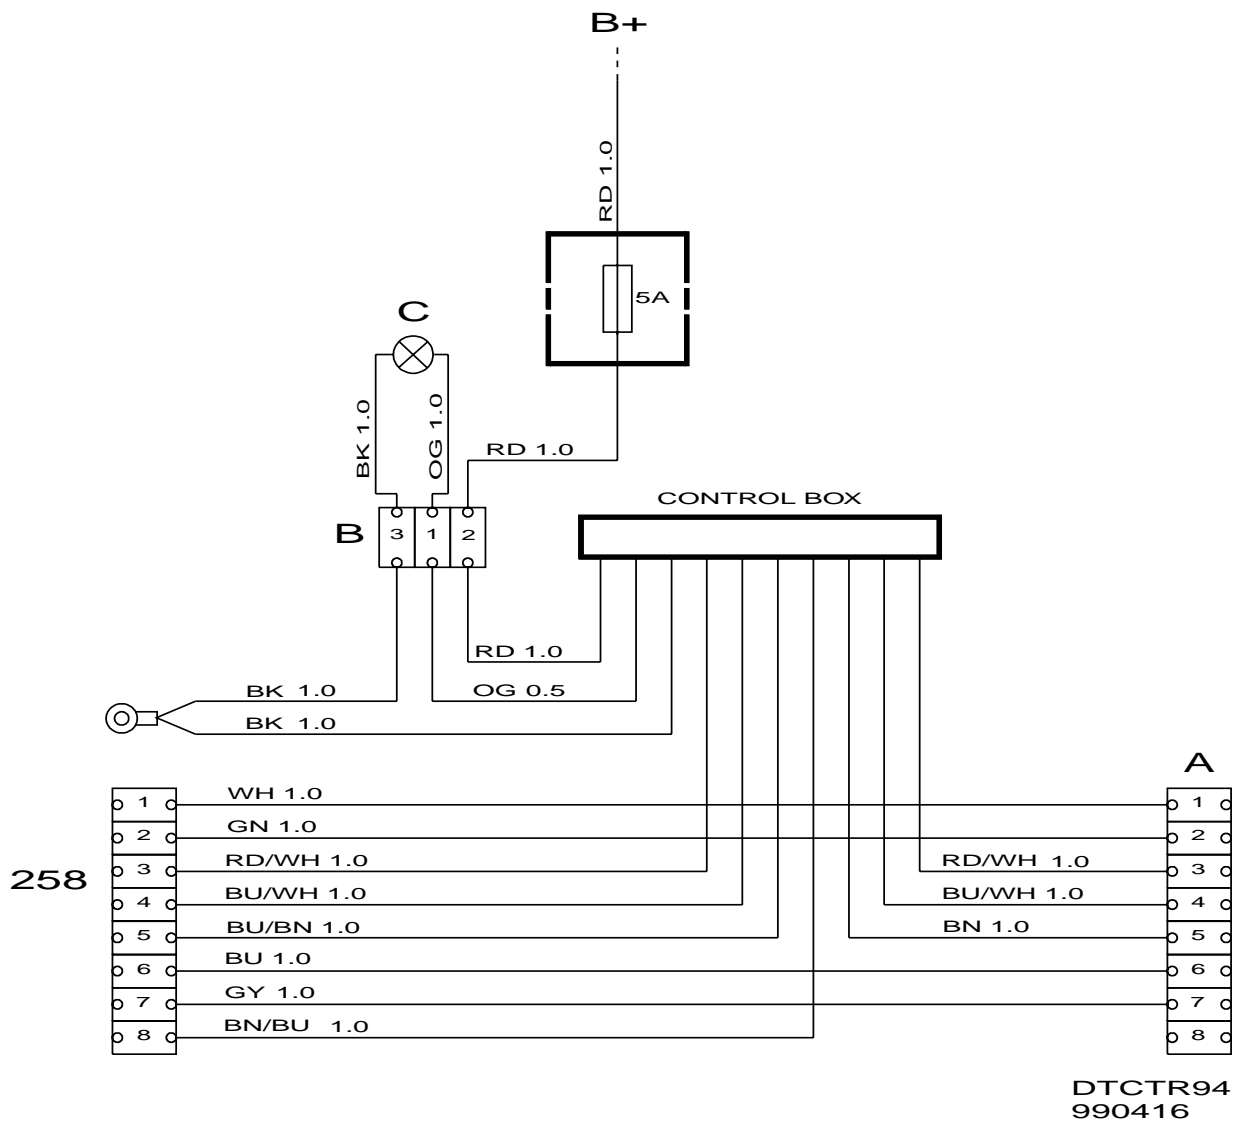 B+
RD 1.0
5A
C
BK 1.0
OG 1.0
RD 1.0
CONTROL BOX
B
3 1 2
RD 1.0
BK 1.0
OG 0.5
BK 1.0
A
1 WH 1.0 1
2 GN 1.0 2
3 RD/WH 1.0 RD/WH 1.0 3
258
4 BU/WH 1.0 BU/WH 1.0 4
5 BU/BN 1.0 BN 1.0 5
6 BU 1.0 6
7 GY 1.0 7
8 BN/BU 1.0 8
DTCTR94
990416